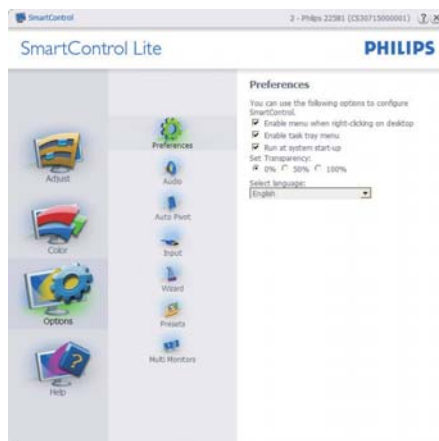 SmartControl
2 - Philips 225B1 (CS30715000001)
SmartControl Lite
PHILIPS
Adjust
Color
Options
Help
Preferences
Audio
Auto Pivot
Input
Wizard
Presets
Multi Monitors
Preferences
You can use the following options to configure
SmartControl.
Enable menu when right-clicking on desktop
Enable task tray menu
Run at system start-up
Set Transparency:
0% 50% 100%
Select language:
English